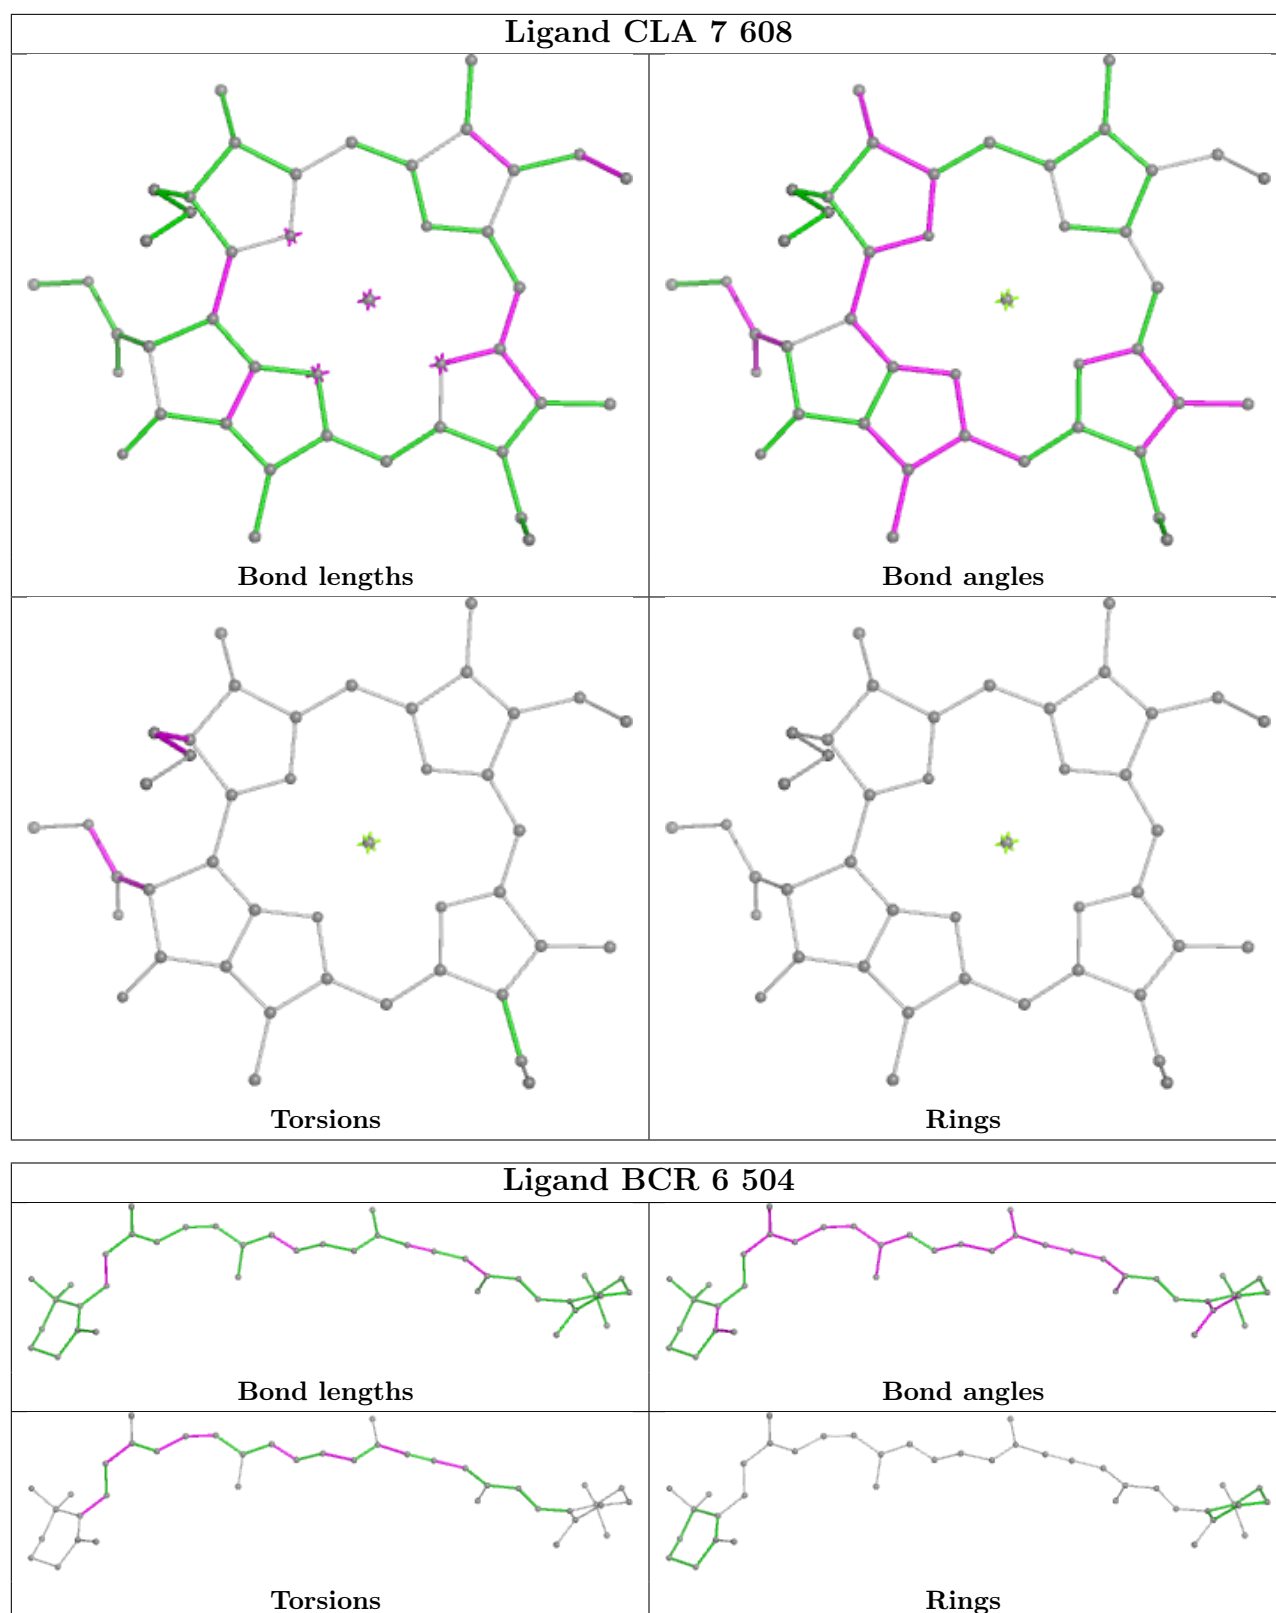 Ligand CLA 7 608
Bond lengths
Bond angles
Torsions
Rings
Ligand BCR 6 504
Bond lengths
Bond angles
Torsions
Rings